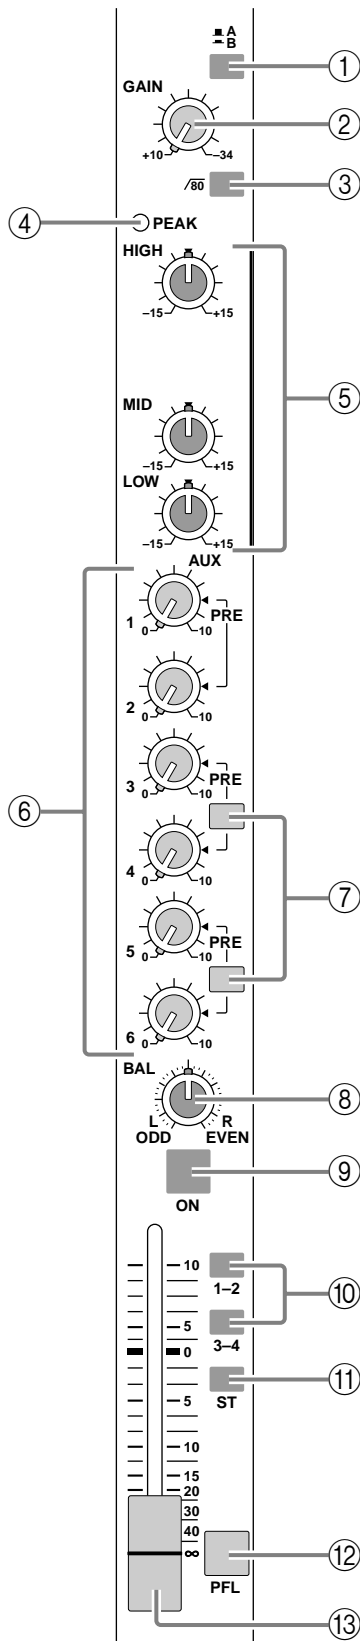 A
B
①
GAIN
②
+10 –34
/80 ③
④ PEAK
HIGH
–15 +15
⑤
MID
–15 +15
LOW
–15 +15
AUX
1 0 10 PRE
2 0 10
3 0 10 PRE
⑥
4 0 10
⑦
5 0 10 PRE
6 0 10
BAL
⑧
L R
ODD EVEN
⑨
ON
10
1–2
⑩
5
3–4
0
⑪
ST
5
10
15
20
30
40
∞
⑫
PFL
⑬